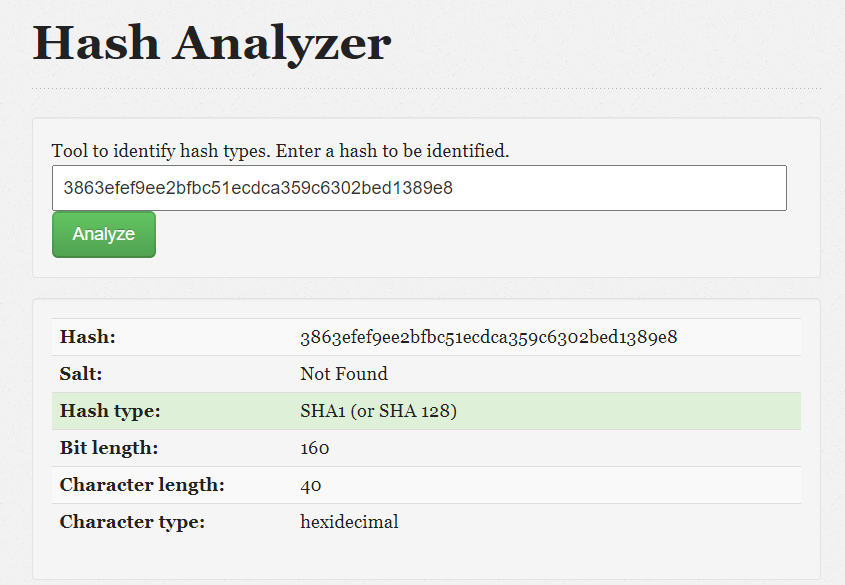 Hash Analyzer
Tool to identify hash types. Enter a hash to be identified.
3863efef9ee2bfbc51ecdca359c6302bed1389e8
Analyze
Hash: 3863efef9ee2bfbc51ecdca359c6302bed1389e8
Salt: Not Found
Hash type: SHA1 (or SHA 128)
Bit length: 160
Character length: 40
Character type: hexidecimal